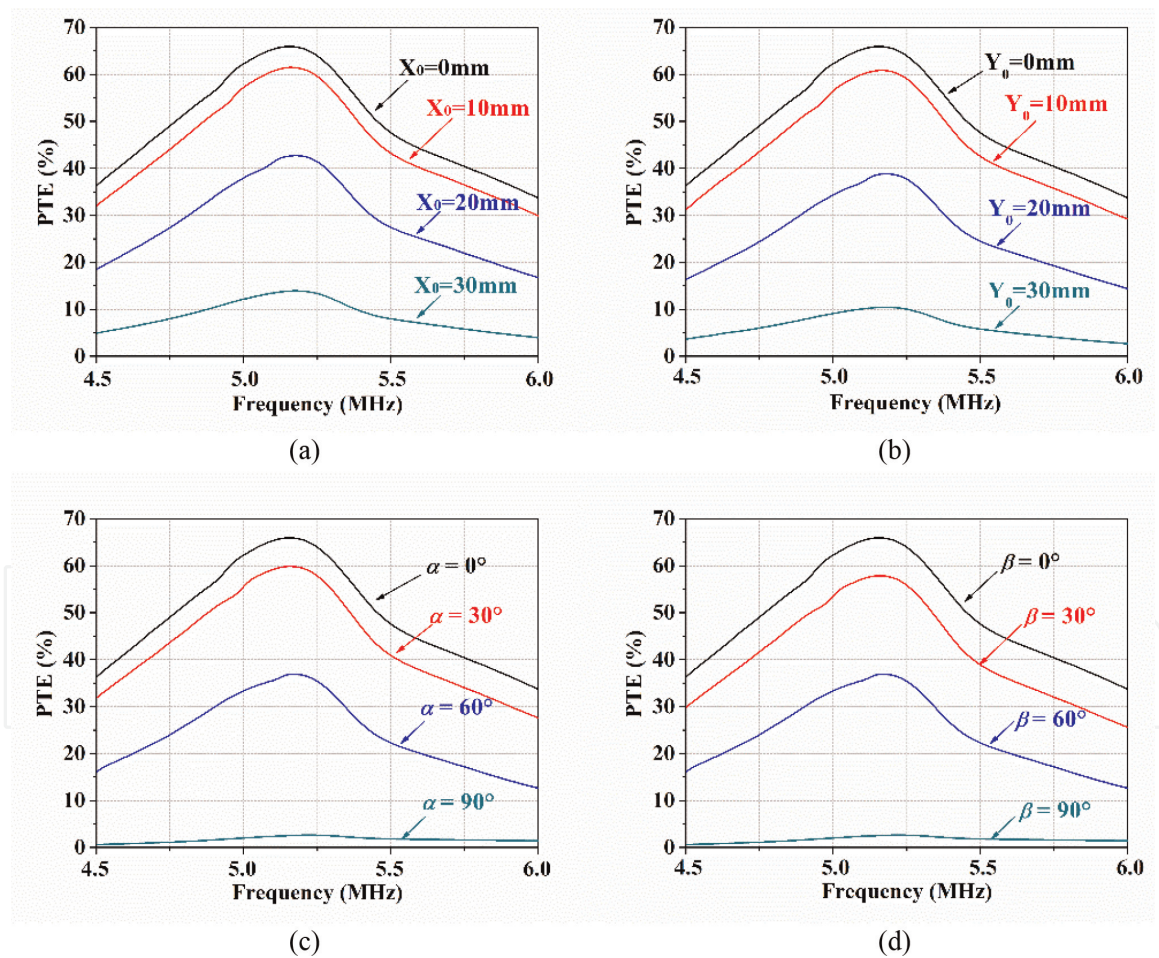 70
60
50
40
30
20
10
0
PTE (%)
X0=0mm
X0=10mm
X0=20mm
X0=30mm
4.5 5.0 5.5 6.0
Frequency (MHz)
(a)
70
60
50
40
30
20
10
0
PTE (%)
Y0=0mm
Y0=10mm
Y0=20mm
Y0=30mm
4.5 5.0 5.5 6.0
Frequency (MHz)
(b)
70
60
50
40
30
20
10
0
PTE (%)
α = 0°
α = 30°
α = 60°
α = 90°
4.5 5.0 5.5 6.0
Frequency (MHz)
(c)
70
60
50
40
30
20
10
0
PTE (%)
β = 0°
β = 30°
β = 60°
β = 90°
4.5 5.0 5.5 6.0
Frequency (MHz)
(d)